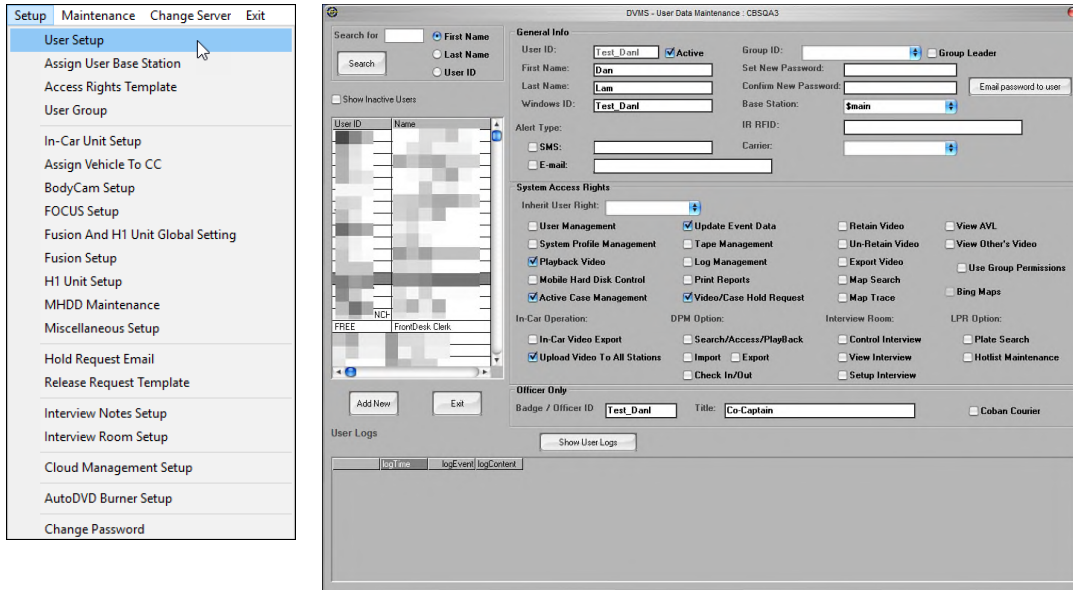 Setup Maintenance Change Server Exit
User Setup
Assign User Base Station
Access Rights Template
User Group
In-Car Unit Setup
Assign Vehicle To CC
BodyCam Setup
FOCUS Setup
Fusion And H1 Unit Global Setting
Fusion Setup
H1 Unit Setup
MHDD Maintenance
Miscellaneous Setup
Hold Request Email
Release Request Template
Interview Notes Setup
Interview Room Setup
Cloud Management Setup
AutoDVD Burner Setup
Change Password
DVMS - User Data Maintenance : CBSQA3
Search for First Name
Last Name
Search User ID
Show Inactive Users
User ID Name
NCH
FREE FrontDesk Clerk
Add New Exit
General Info
User ID: Test_Danl Active Group ID: Group Leader
First Name: Dan Set New Password:
Last Name: Lam Confirm New Password: Email password to user
Windows ID: Test_Danl Base Station: $main
Alert Type: IR RFID:
SMS: Carrier:
E-mail:
System Access Rights
Inherit User Right:
User Management Update Event Data Retain Video View AVL
System Profile Management Tape Management Un-Retain Video View Other's Video
Playback Video Log Management Export Video Use Group Permissions
Mobile Hard Disk Control Print Reports Map Search
Active Case Management Video/Case Hold Request Map Trace Bing Maps
In-Car Operation: DPM Option: Interview Room: LPR Option:
In-Car Video Export Search/Access/PlayBack Control Interview Plate Search
Upload Video To All Stations Import Export View Interview Hotlist Maintenance
Check In/Out Setup Interview
Officer Only
Badge / Officer ID Test_Danl Title: Co-Captain Coban Courier
User Logs
Show User Logs
logTime logEvent logContent